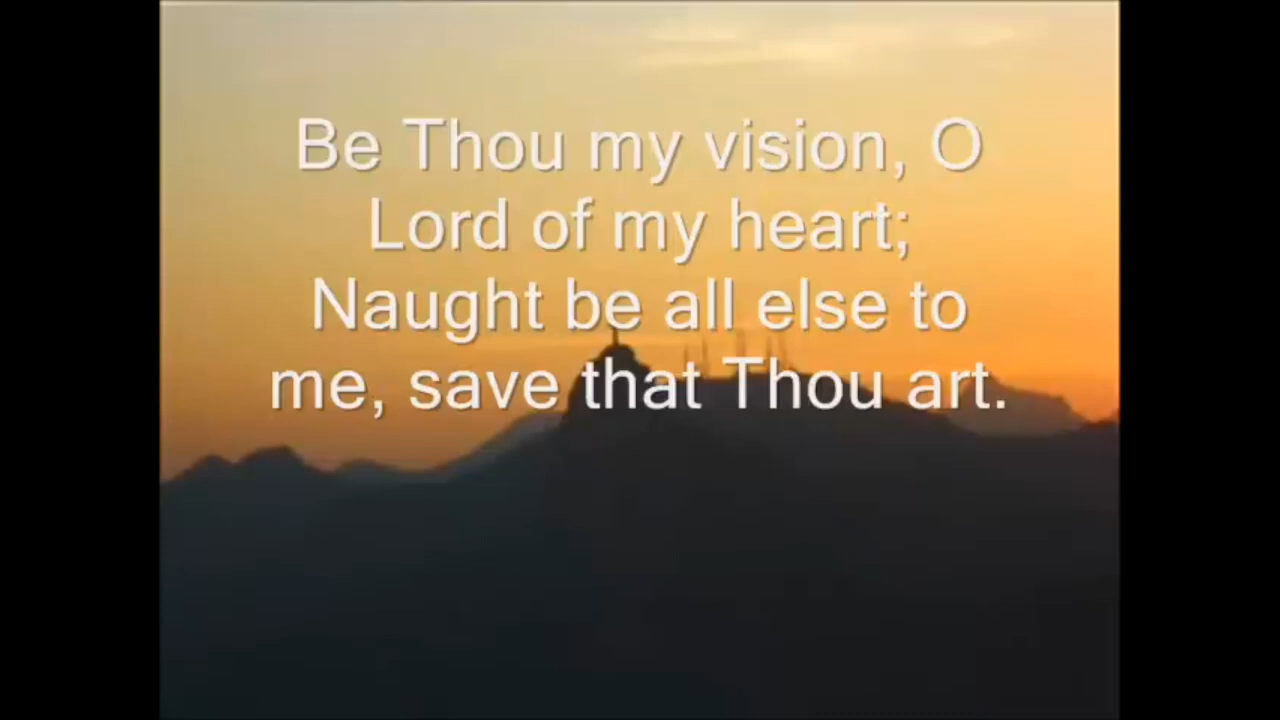 Be Thou my vision, O
Lord of my heart;
Naught be all else to
me, save that Thou art.